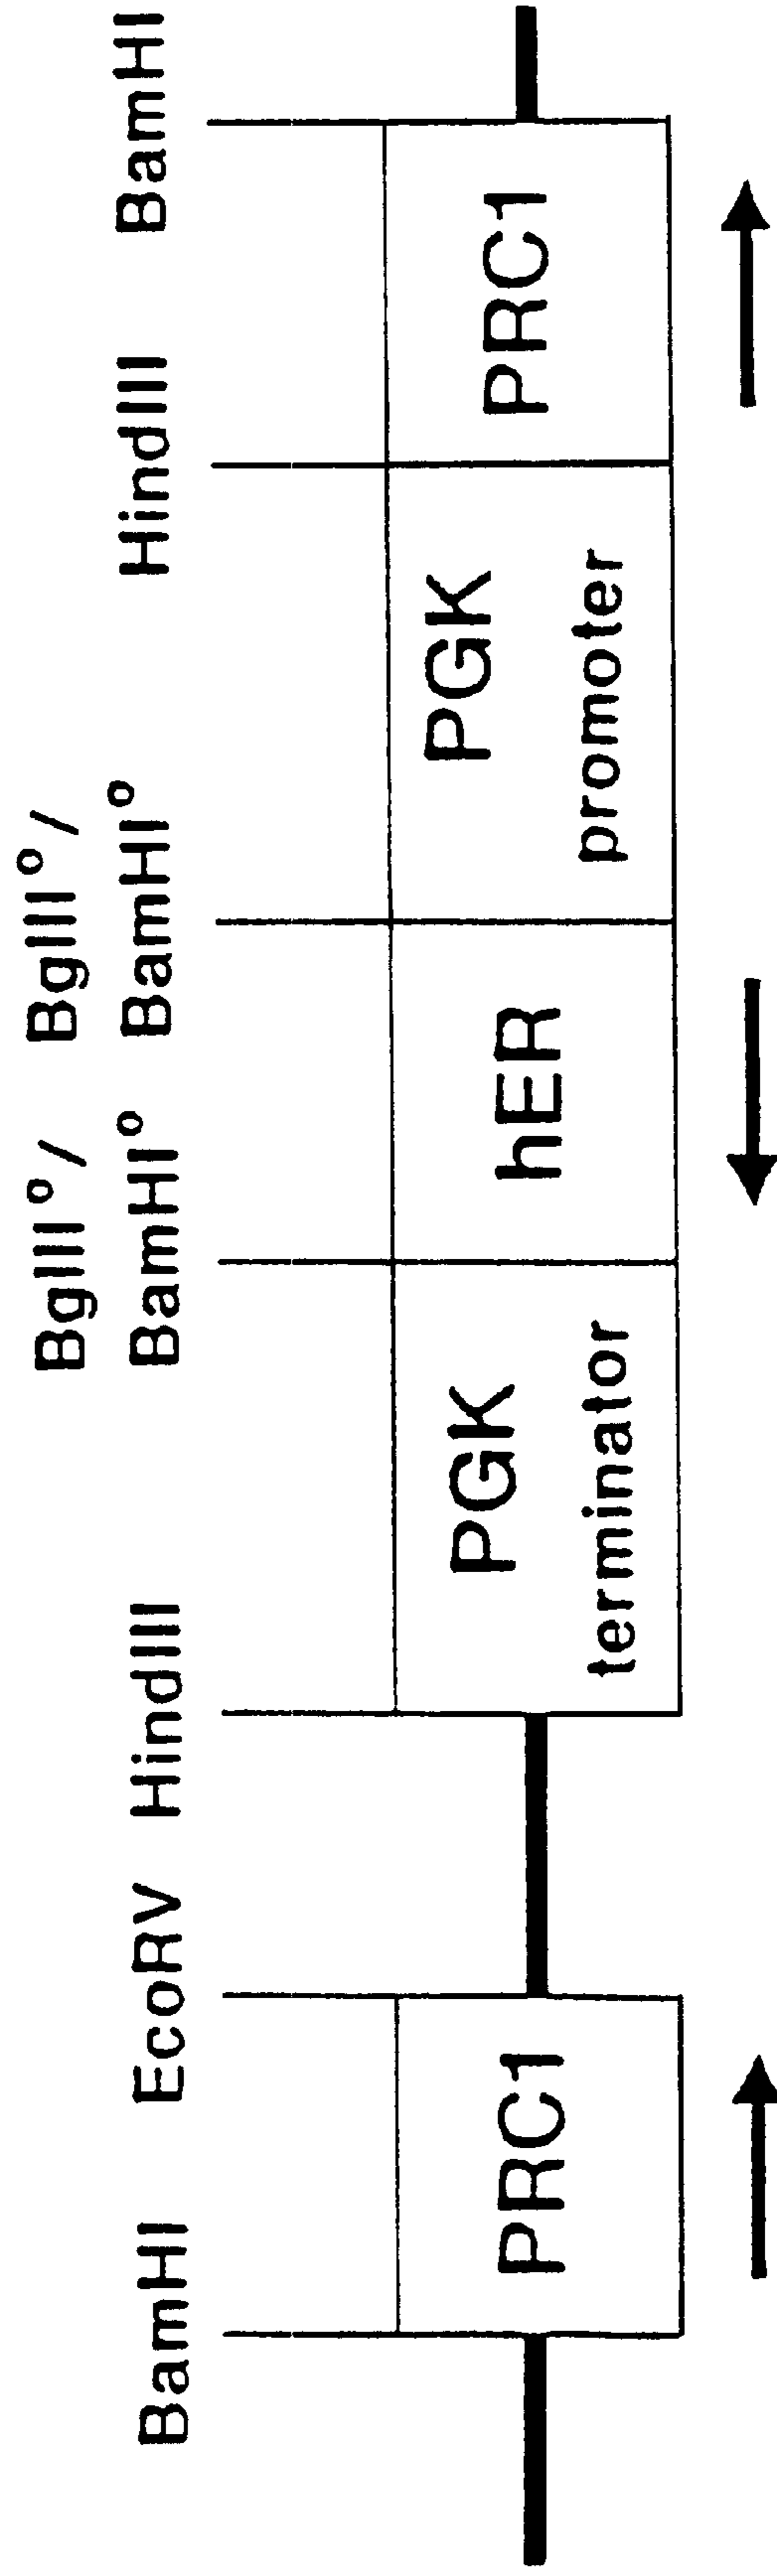 BamHI
EcoRV
HindIII
BglII°/
BamHI°
BglII°/
BamHI°
HindIII
BamHI
PRC1
PGK
terminator
hER
PGK
promoter
PRC1